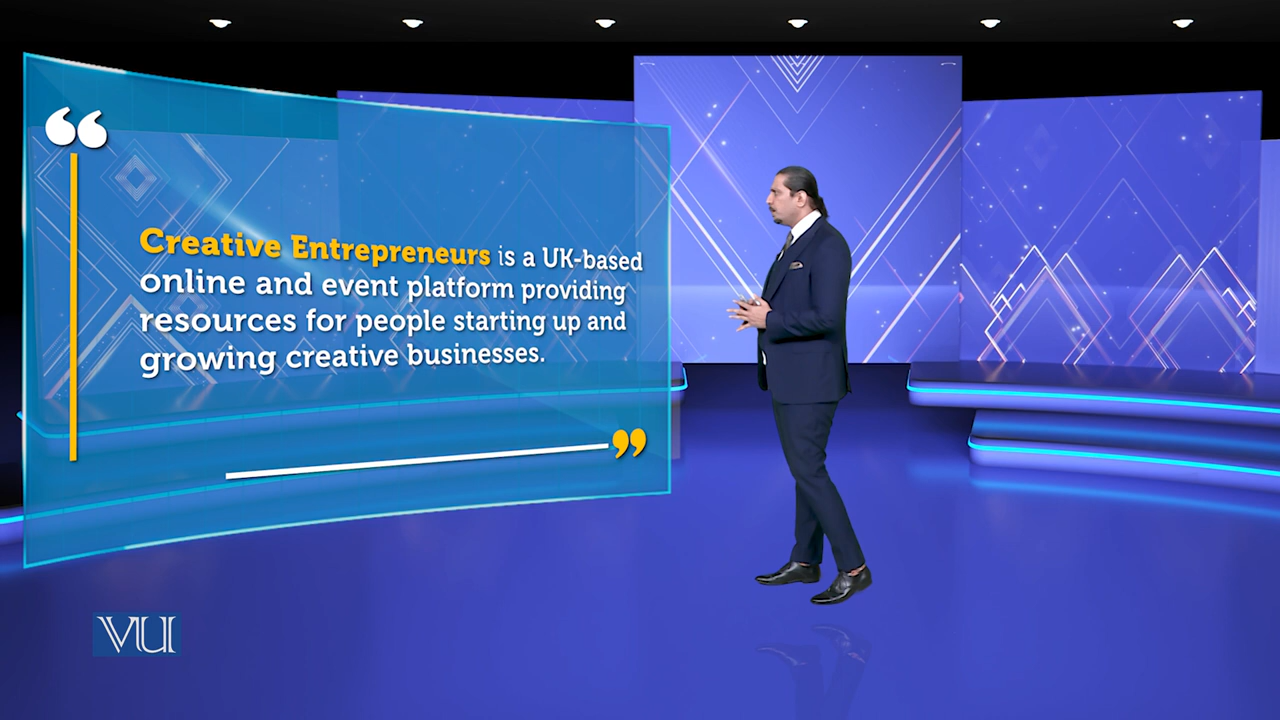 “
Creative Entrepreneurs is a UK-based
online and event platform providing
resources for people starting up and
growing creative businesses.
”
VU